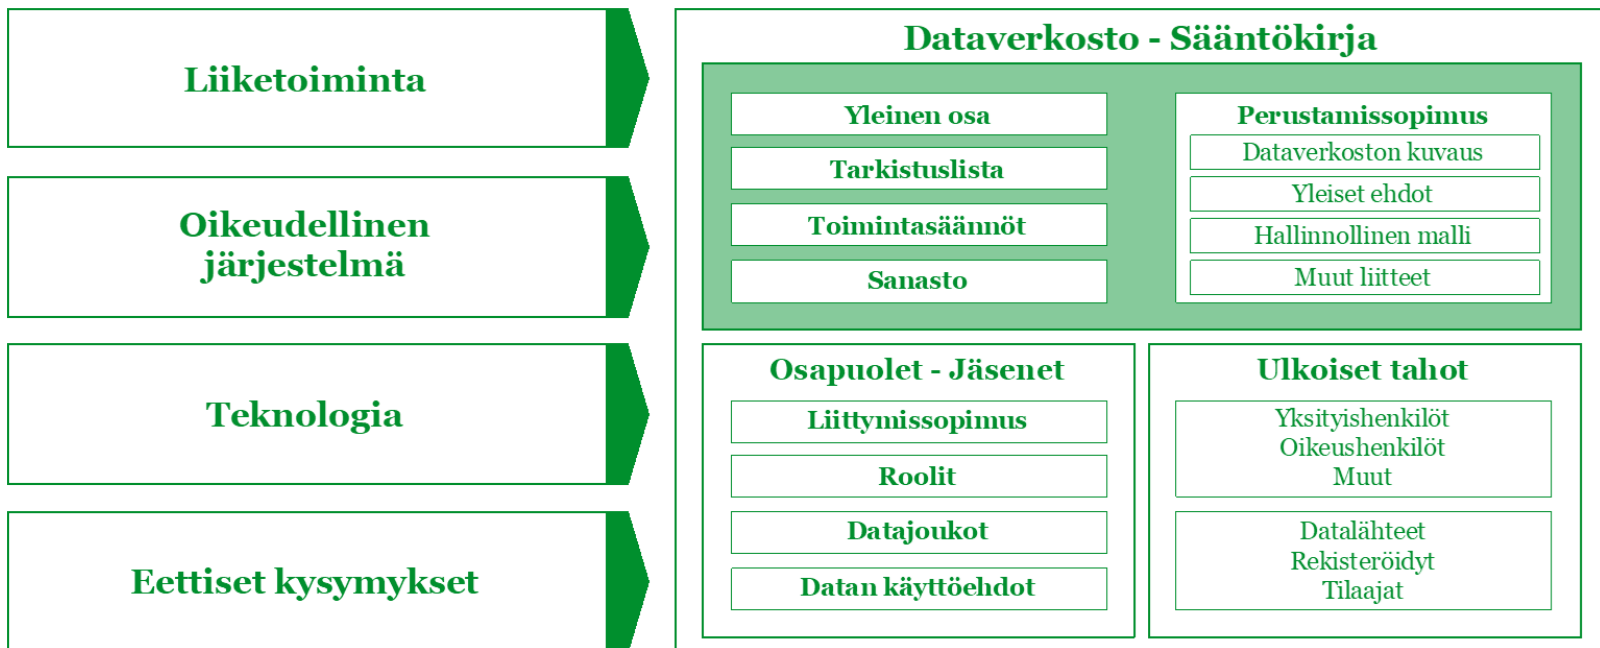 Liiketoiminta
Oikeudellinen
järjestelmä
Teknologia
Eettiset kysymykset
Dataverkosto - Sääntökirja
Yleinen osa
Tarkistuslista
Toimintasäännöt
Sanasto
Perustamissopimus
Dataverkoston kuvaus
Yleiset ehdot
Hallinnollinen malli
Muut liitteet
Osapuolet - Jäsenet
Liittymissopimus
Roolit
Datajoukot
Datan käyttöehdot
Ulkoiset tahot
Yksityishenkilöt
Oikeushenkilöt
Muut
Datalähteet
Rekisteröidyt
Tilaajat